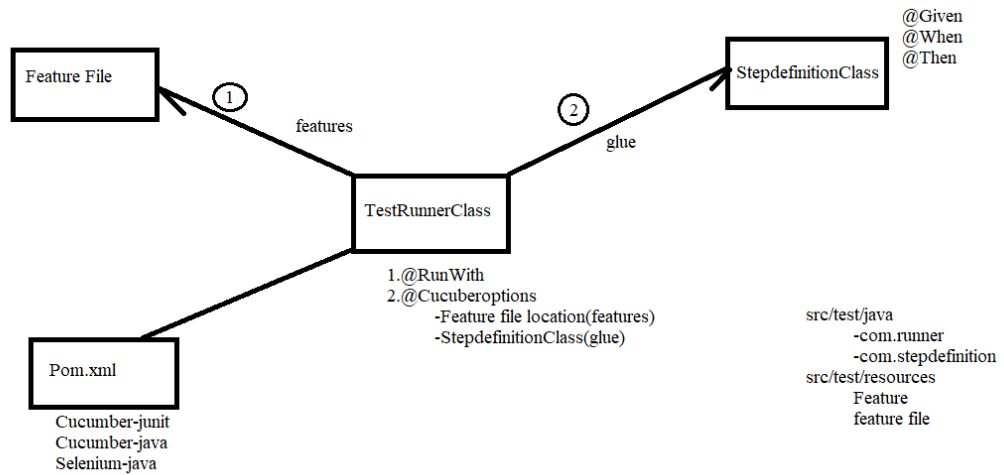 @Given
@When
@Then
Feature File
StepdefinitionClass
1
2
features
glue
TestRunnerClass
1.@RunWith
2.@Cucuberoptions
-Feature file location(features)
-StepdefinitionClass(glue)
src/test/java
-com.runner
-com.stepdefinition
src/test/resources
Feature
feature file
Pom.xml
Cucumber-junit
Cucumber-java
Selenium-java